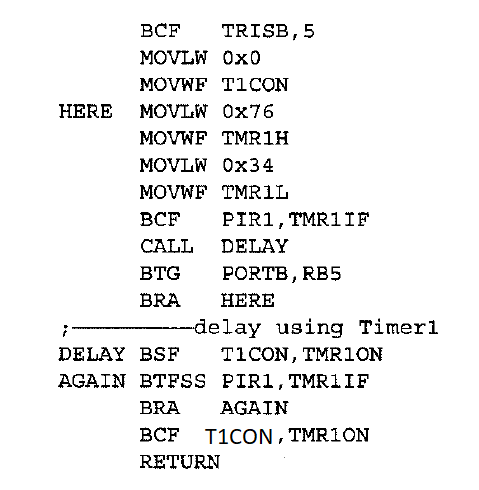 BCF TRISB,5
MOVLW 0x0
MOVWF T1CON
HERE MOVLW 0x76
MOVWF TMR1H
MOVLW 0x34
MOVWF TMR1L
BCF PIR1,TMR1IF
CALL DELAY
BTG PORTB,RB5
BRA HERE
;————delay using Timer1
DELAY BSF T1CON,TMR1ON
AGAIN BTFSS PIR1,TMR1IF
BRA AGAIN
BCF T1CON,TMR1ON
RETURN